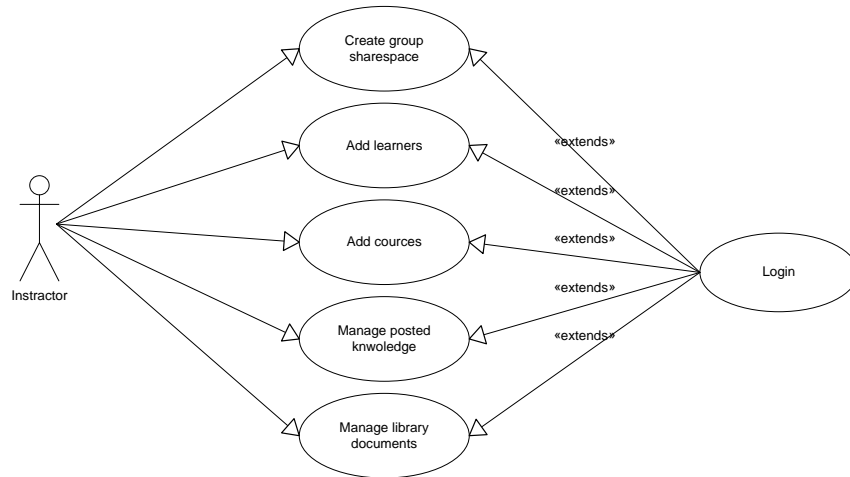 Create group
sharespace
«extends»
Add learners
«extends»
Add cources
«extends»
Login
Instractor
«extends»
Manage posted
knwoledge
«extends»
Manage library
documents